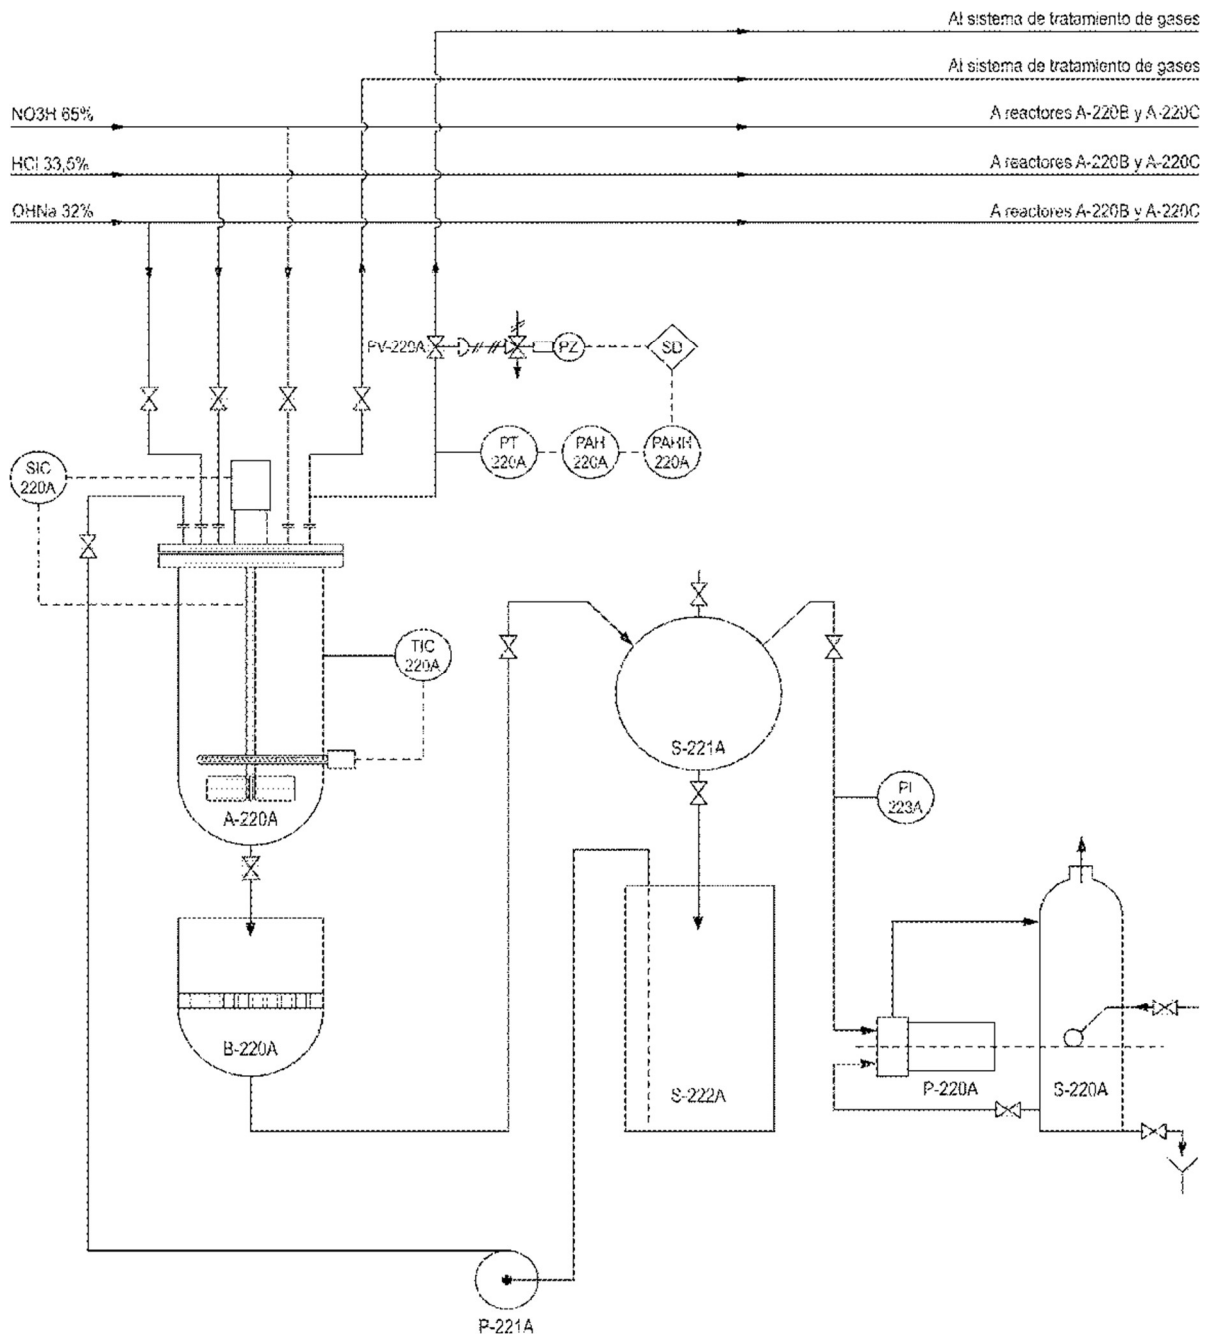 Al sistema de tratamiento de gases
Al sistema de tratamiento de gases
NO3H 65%
A reactores A-220B y A-220C
HCl 33,5%
A reactores A-220B y A-220C
OHNa 32%
A reactores A-220B y A-220C
PV-220A
PZ
SD
PT
220A
PAH
220A
PAHH
220A
SIC
220A
TIC
220A
S-221A
PI
223A
A-220A
B-220A
S-222A
P-220A
S-220A
P-221A